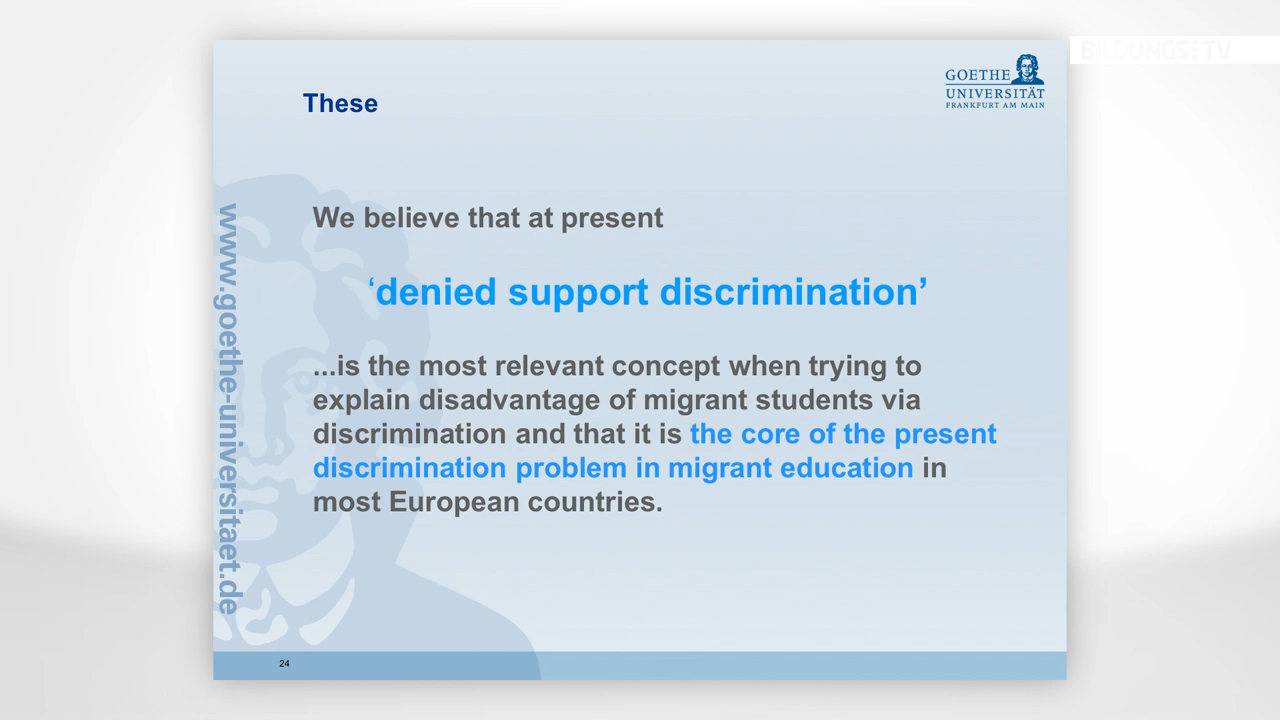 BILDUNGS:TV
GOETHE
UNIVERSITÄT
FRANKFURT AM MAIN
These
www.goethe-universitaet.de
We believe that at present
‘denied support discrimination’
...is the most relevant concept when trying to
explain disadvantage of migrant students via
discrimination and that it is the core of the present
discrimination problem in migrant education in
most European countries.
24